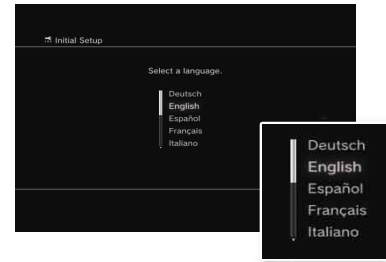 Initial Setup
Select a language.
Deutsch
English
Español
Français
Italiano
Deutsch
English
Español
Français
Italiano